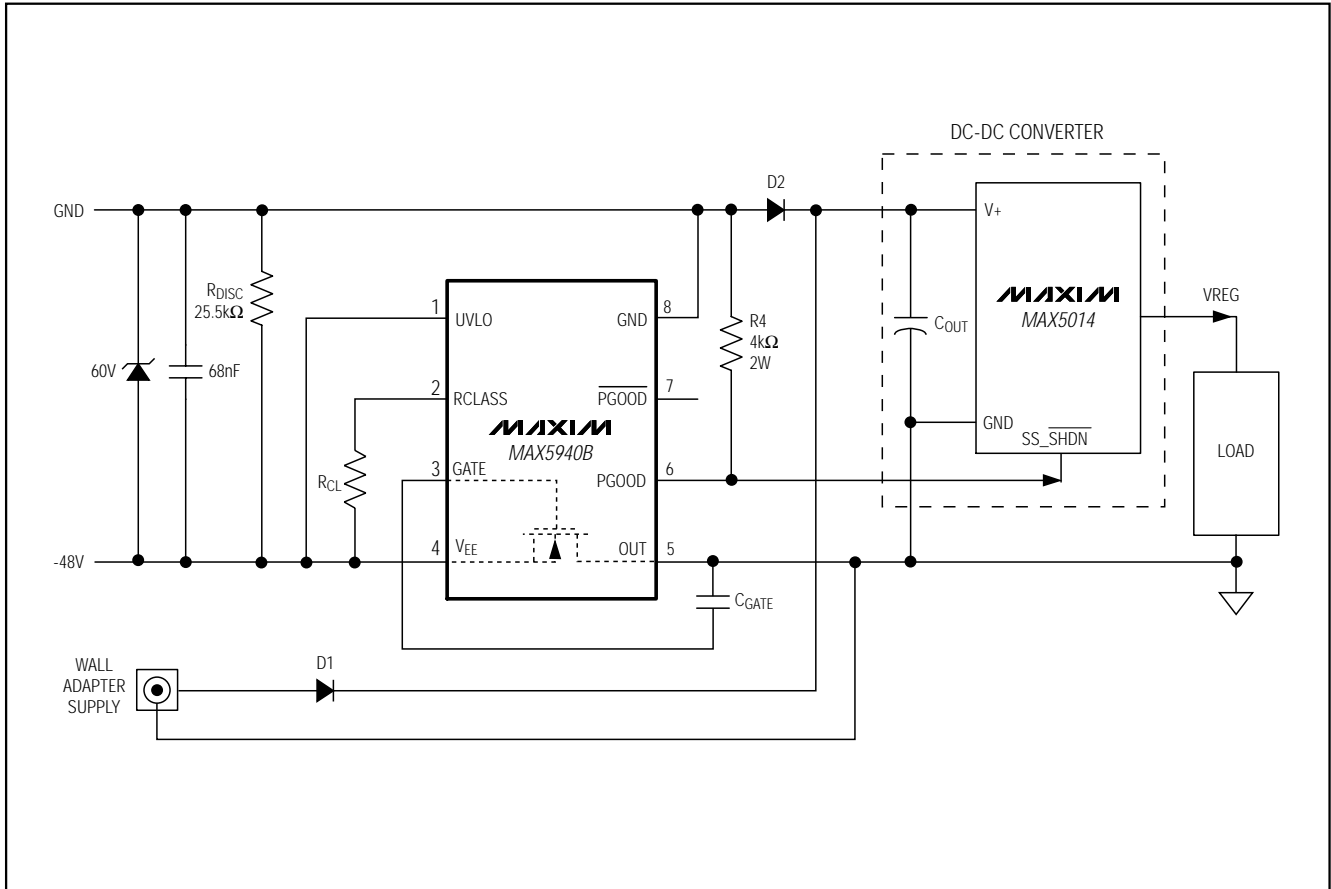 DC-DC CONVERTER
D2
GND
V+
RDISC
25.5kΩ
1
UVLO
GND
8
R4
4kΩ
2W
COUT
MAXIM
MAX5014
VREG
60V
68nF
2
RCLASS
PGOOD
7
MAXIM
MAX5940B
GND
SS_SHDN
LOAD
RCL
3
GATE
PGOOD
6
-48V
4
VEE
OUT
5
CGATE
WALL
ADAPTER
SUPPLY
D1